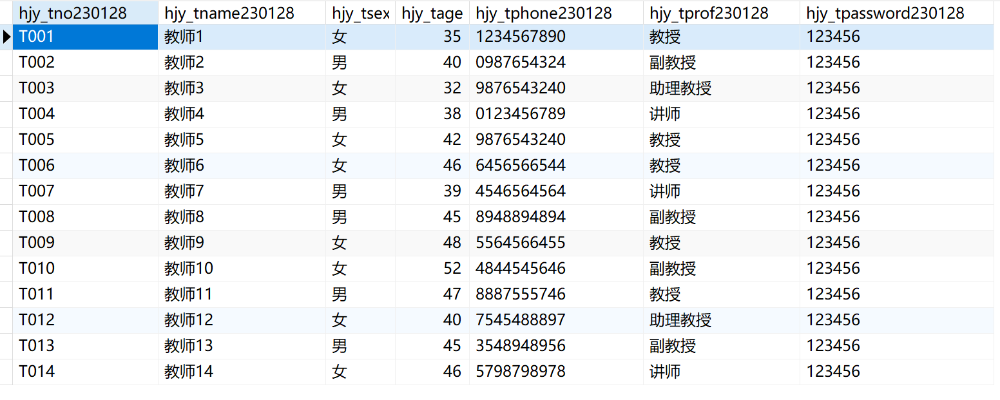 hjy_tno230128 hjy_tname230128 hjy_tsex hjy_tage hjy_tphone230128 hjy_tprof230128 hjy_tpassword230128
T001 教师1 女 35 1234567890 教授 123456
T002 教师2 男 40 0987654324 副教授 123456
T003 教师3 女 32 9876543240 助理教授 123456
T004 教师4 男 38 0123456789 讲师 123456
T005 教师5 女 42 9876543240 教授 123456
T006 教师6 女 46 6456566544 教授 123456
T007 教师7 男 39 4546564564 讲师 123456
T008 教师8 男 45 8948894894 副教授 123456
T009 教师9 女 48 5564566455 教授 123456
T010 教师10 女 52 4844545646 副教授 123456
T011 教师11 男 47 8887555746 教授 123456
T012 教师12 女 40 7545488897 助理教授 123456
T013 教师13 男 45 3548948956 副教授 123456
T014 教师14 女 46 5798798978 讲师 123456